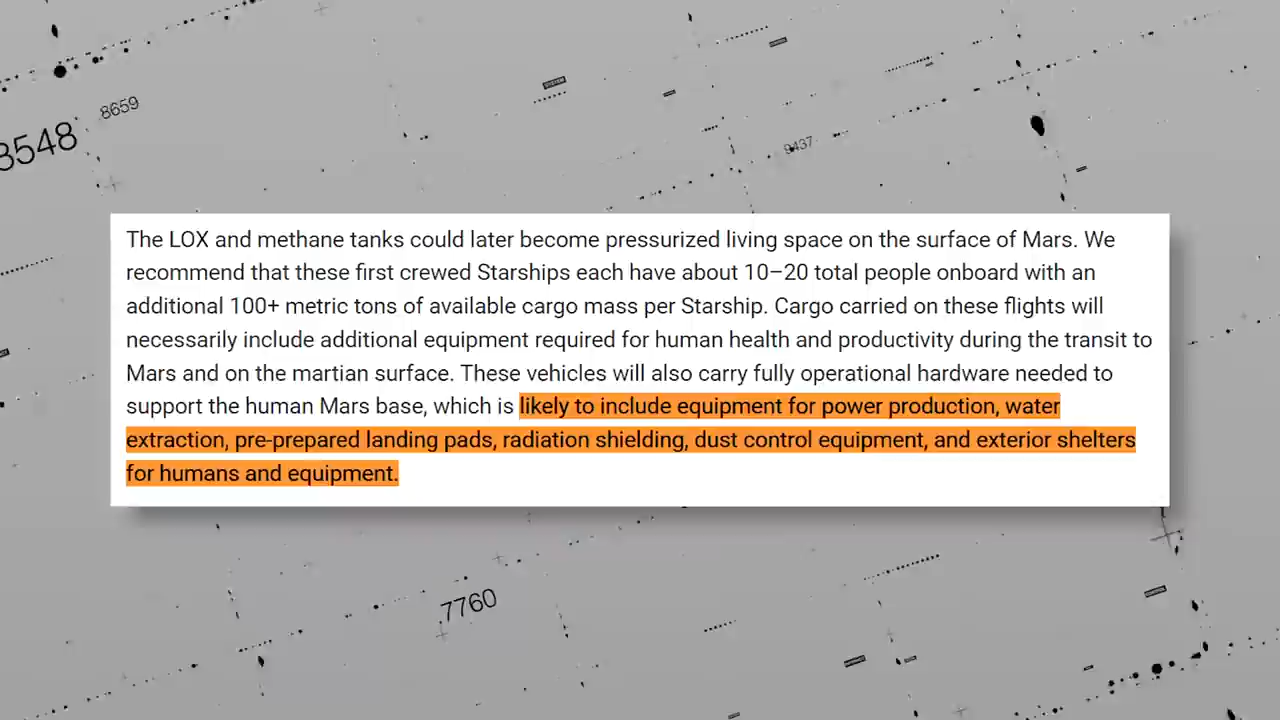 8659
8548
9437
The LOX and methane tanks could later become pressurized living space on the surface of Mars. We
recommend that these first crewed Starships each have about 10–20 total people onboard with an
additional 100+ metric tons of available cargo mass per Starship. Cargo carried on these flights will
necessarily include additional equipment required for human health and productivity during the transit to
Mars and on the martian surface. These vehicles will also carry fully operational hardware needed to
support the human Mars base, which is likely to include equipment for power production, water
extraction, pre-prepared landing pads, radiation shielding, dust control equipment, and exterior shelters
for humans and equipment.
7760